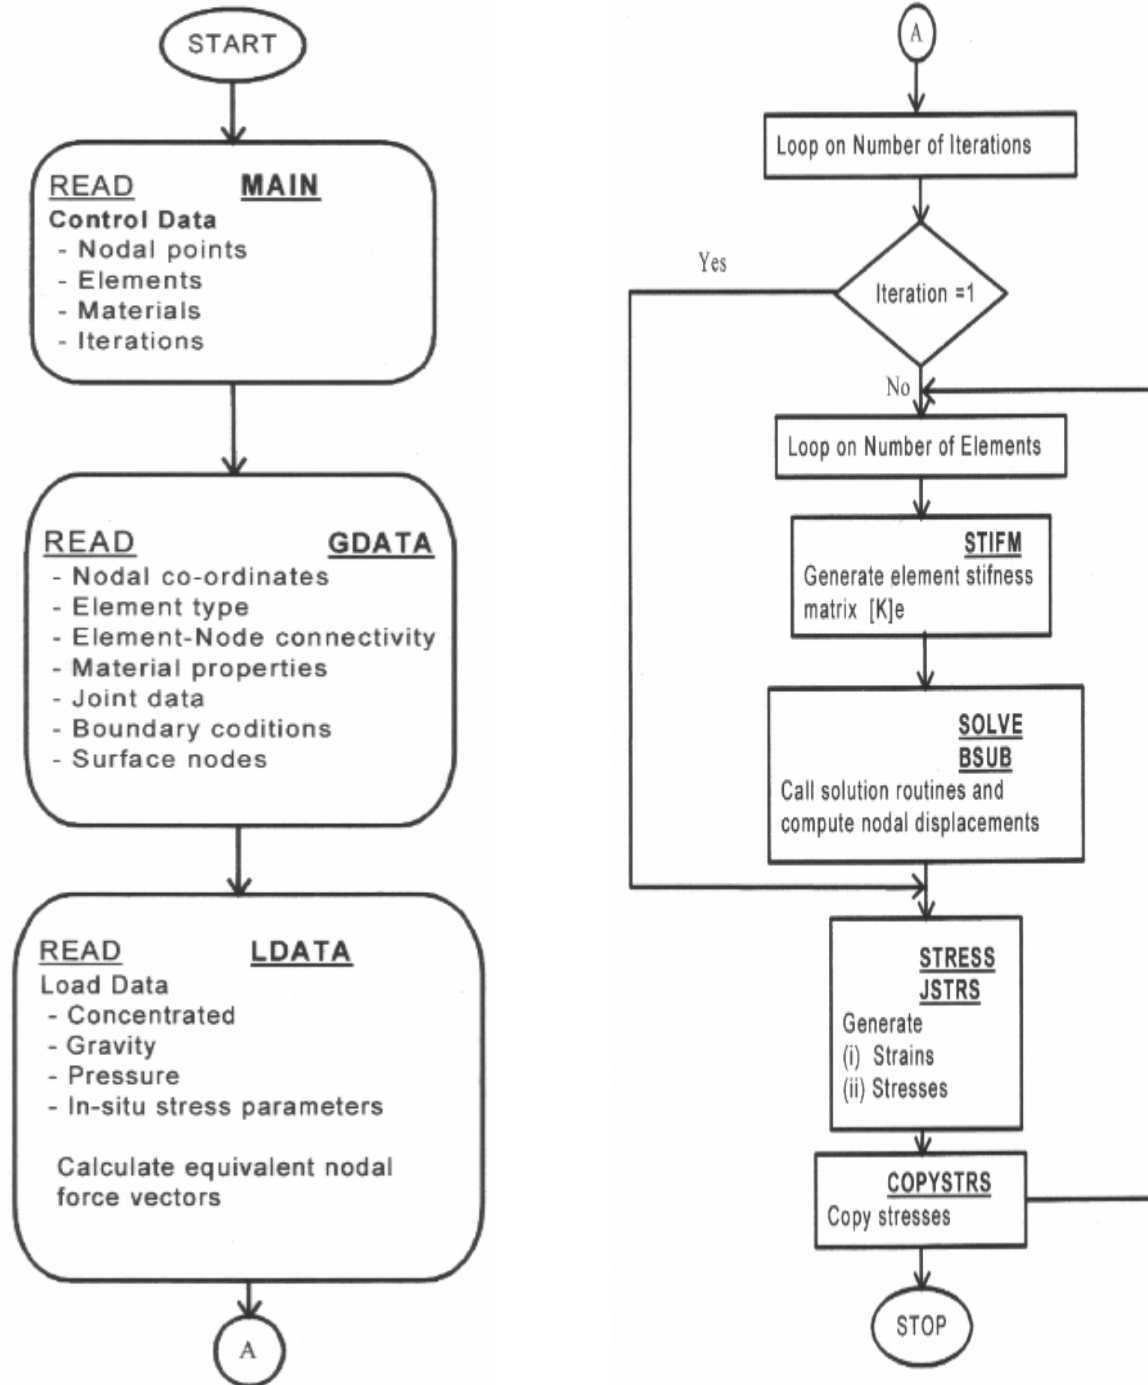 START
READ MAIN
Control Data
- Nodal points
- Elements
- Materials
- Iterations
READ GDATA
- Nodal co-ordinates
- Element type
- Element-Node connectivity
- Material properties
- Joint data
- Boundary coditions
- Surface nodes
READ LDATA
Load Data
- Concentrated
- Gravity
- Pressure
- In-situ stress parameters
Calculate equivalent nodal
force vectors
A
A
Loop on Number of Iterations
Yes
Iteration =1
No
Loop on Number of Elements
STIFM
Generate element stifness
matrix [K]e
SOLVE
BSUB
Call solution routines and
compute nodal displacements
STRESS
JSTRS
Generate
(i) Strains
(ii) Stresses
COPYSTRS
Copy stresses
STOP